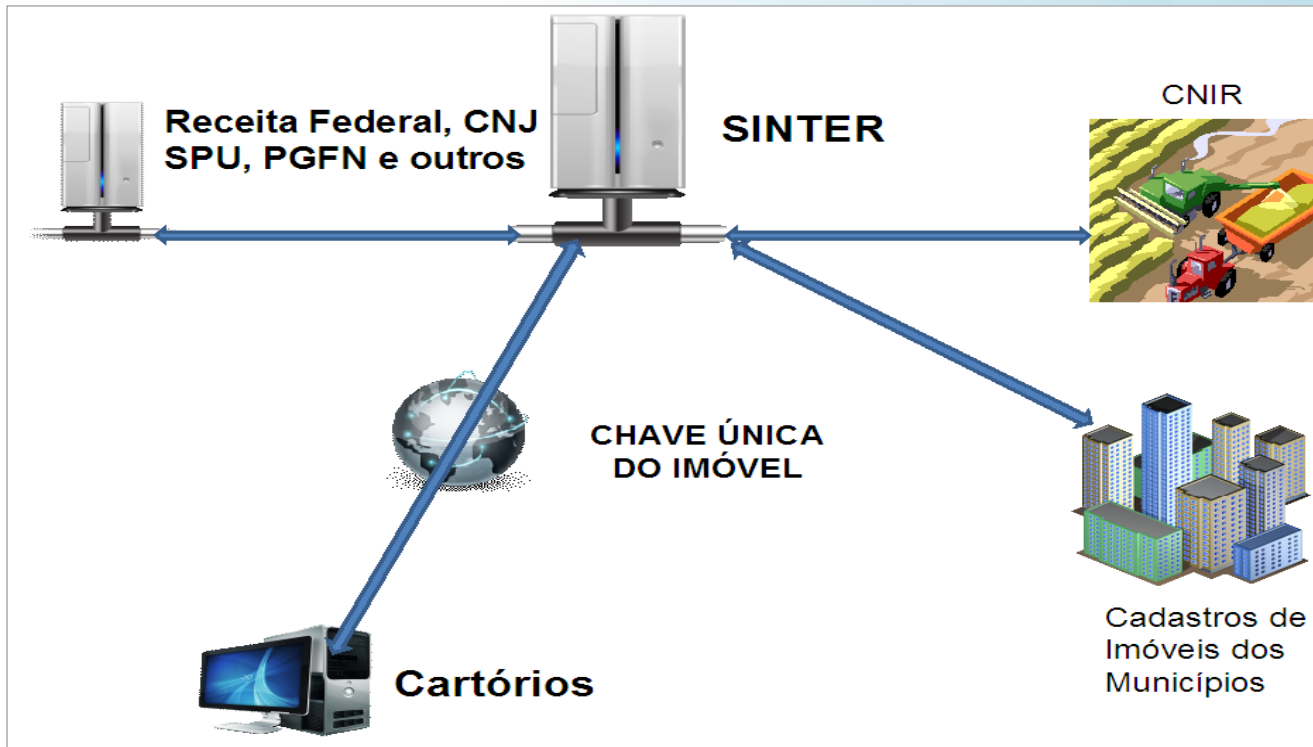 Receita Federal, CNJ
SPU, PGFN e outros
SINTER
CNIR
CHAVE ÚNICA
DO IMÓVEL
Cartórios
Cadastros de
Imóveis dos
Municípios